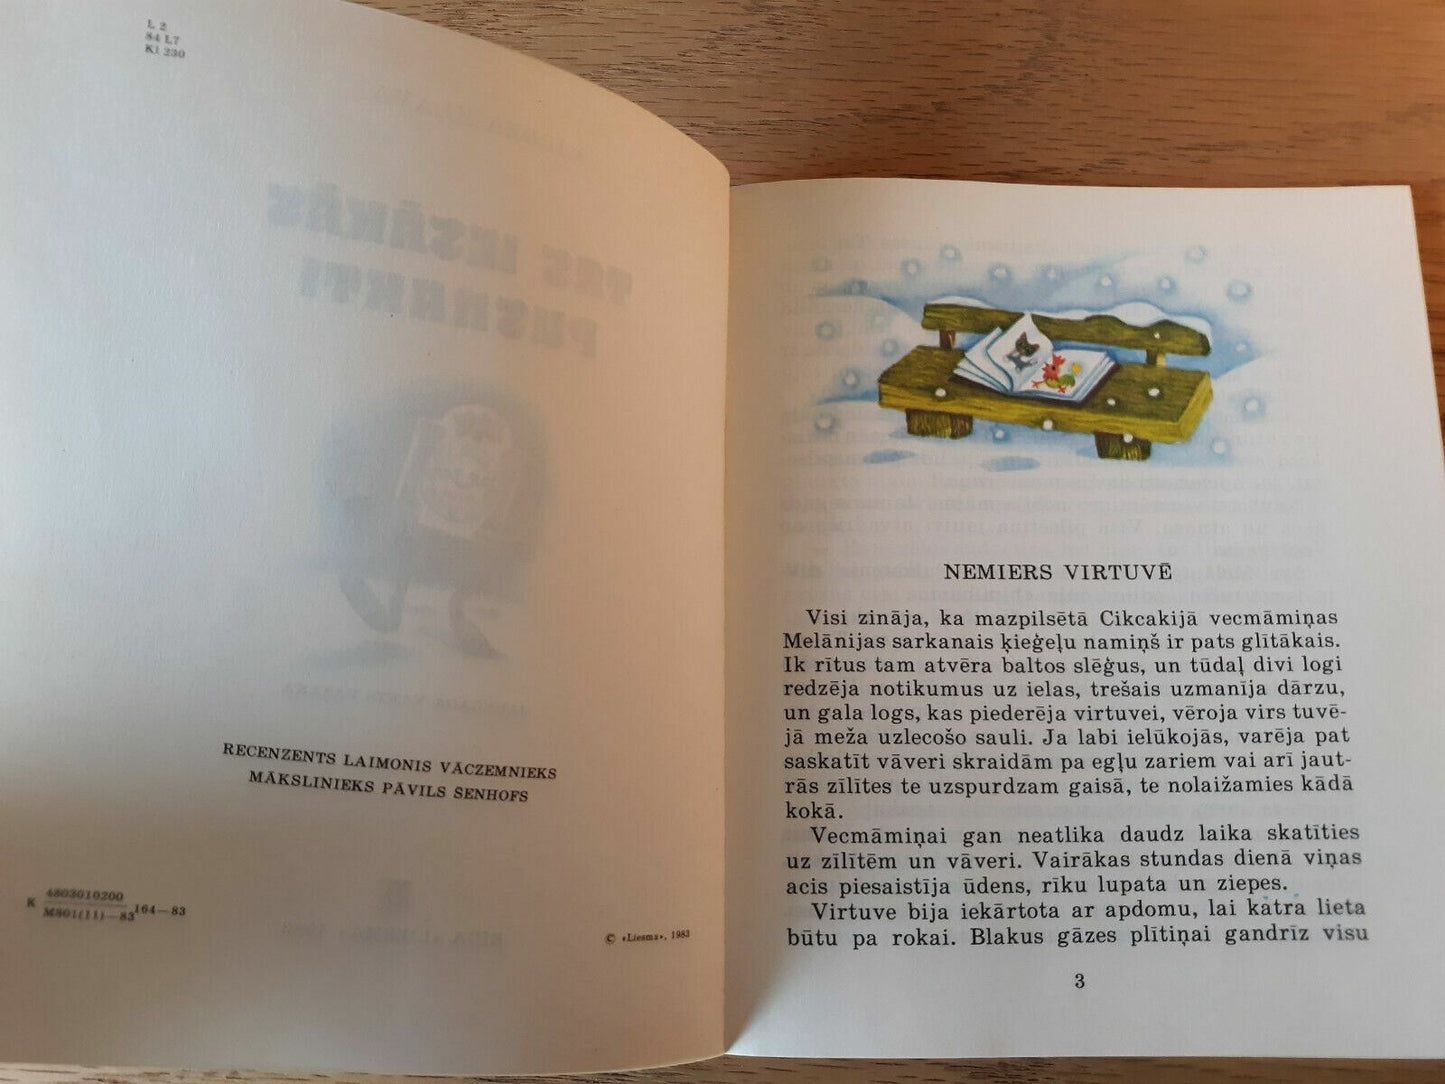 L 2
84 L7
Kl 230
RECENZENTS LAIMONIS VĀCZEMNIEKS
MĀKSLINIEKS PĀVILS ŠENHOFS
K 4803010200
M801(11)—83 164—83
© «Liesma», 1983
NEMIERS VIRTUVĒ
Visi zināja, ka mazpilsētā Cikcakijā vecmāmiņas
Melānijas sarkanais ķieģeļu namiņš ir pats glītākais.
Ik rītus tam atvēra baltos slēģus, un tūdaļ divi logi
redzēja notikumus uz ielas, trešais uzmanīja dārzu,
un gala logs, kas piederēja virtuvei, vēroja virs tuvē-
jā meža uzlecošo sauli. Ja labi ielūkojās, varēja pat
saskatīt vāveri skraidām pa egļu zariem vai arī jaut-
rās zīlītes te uzspurdzam gaisā, te nolaižamies kādā
kokā.
Vecmāmiņai gan neatlika daudz laika skatīties
uz zīlītēm un vāveri. Vairākas stundas dienā viņas
acis piesaistīja ūdens, rīku lupata un ziepes.
Virtuve bija iekārtota ar apdomu, lai katra lieta
būtu pa rokai. Blakus gāzes plītiņai gandrīz visu
3